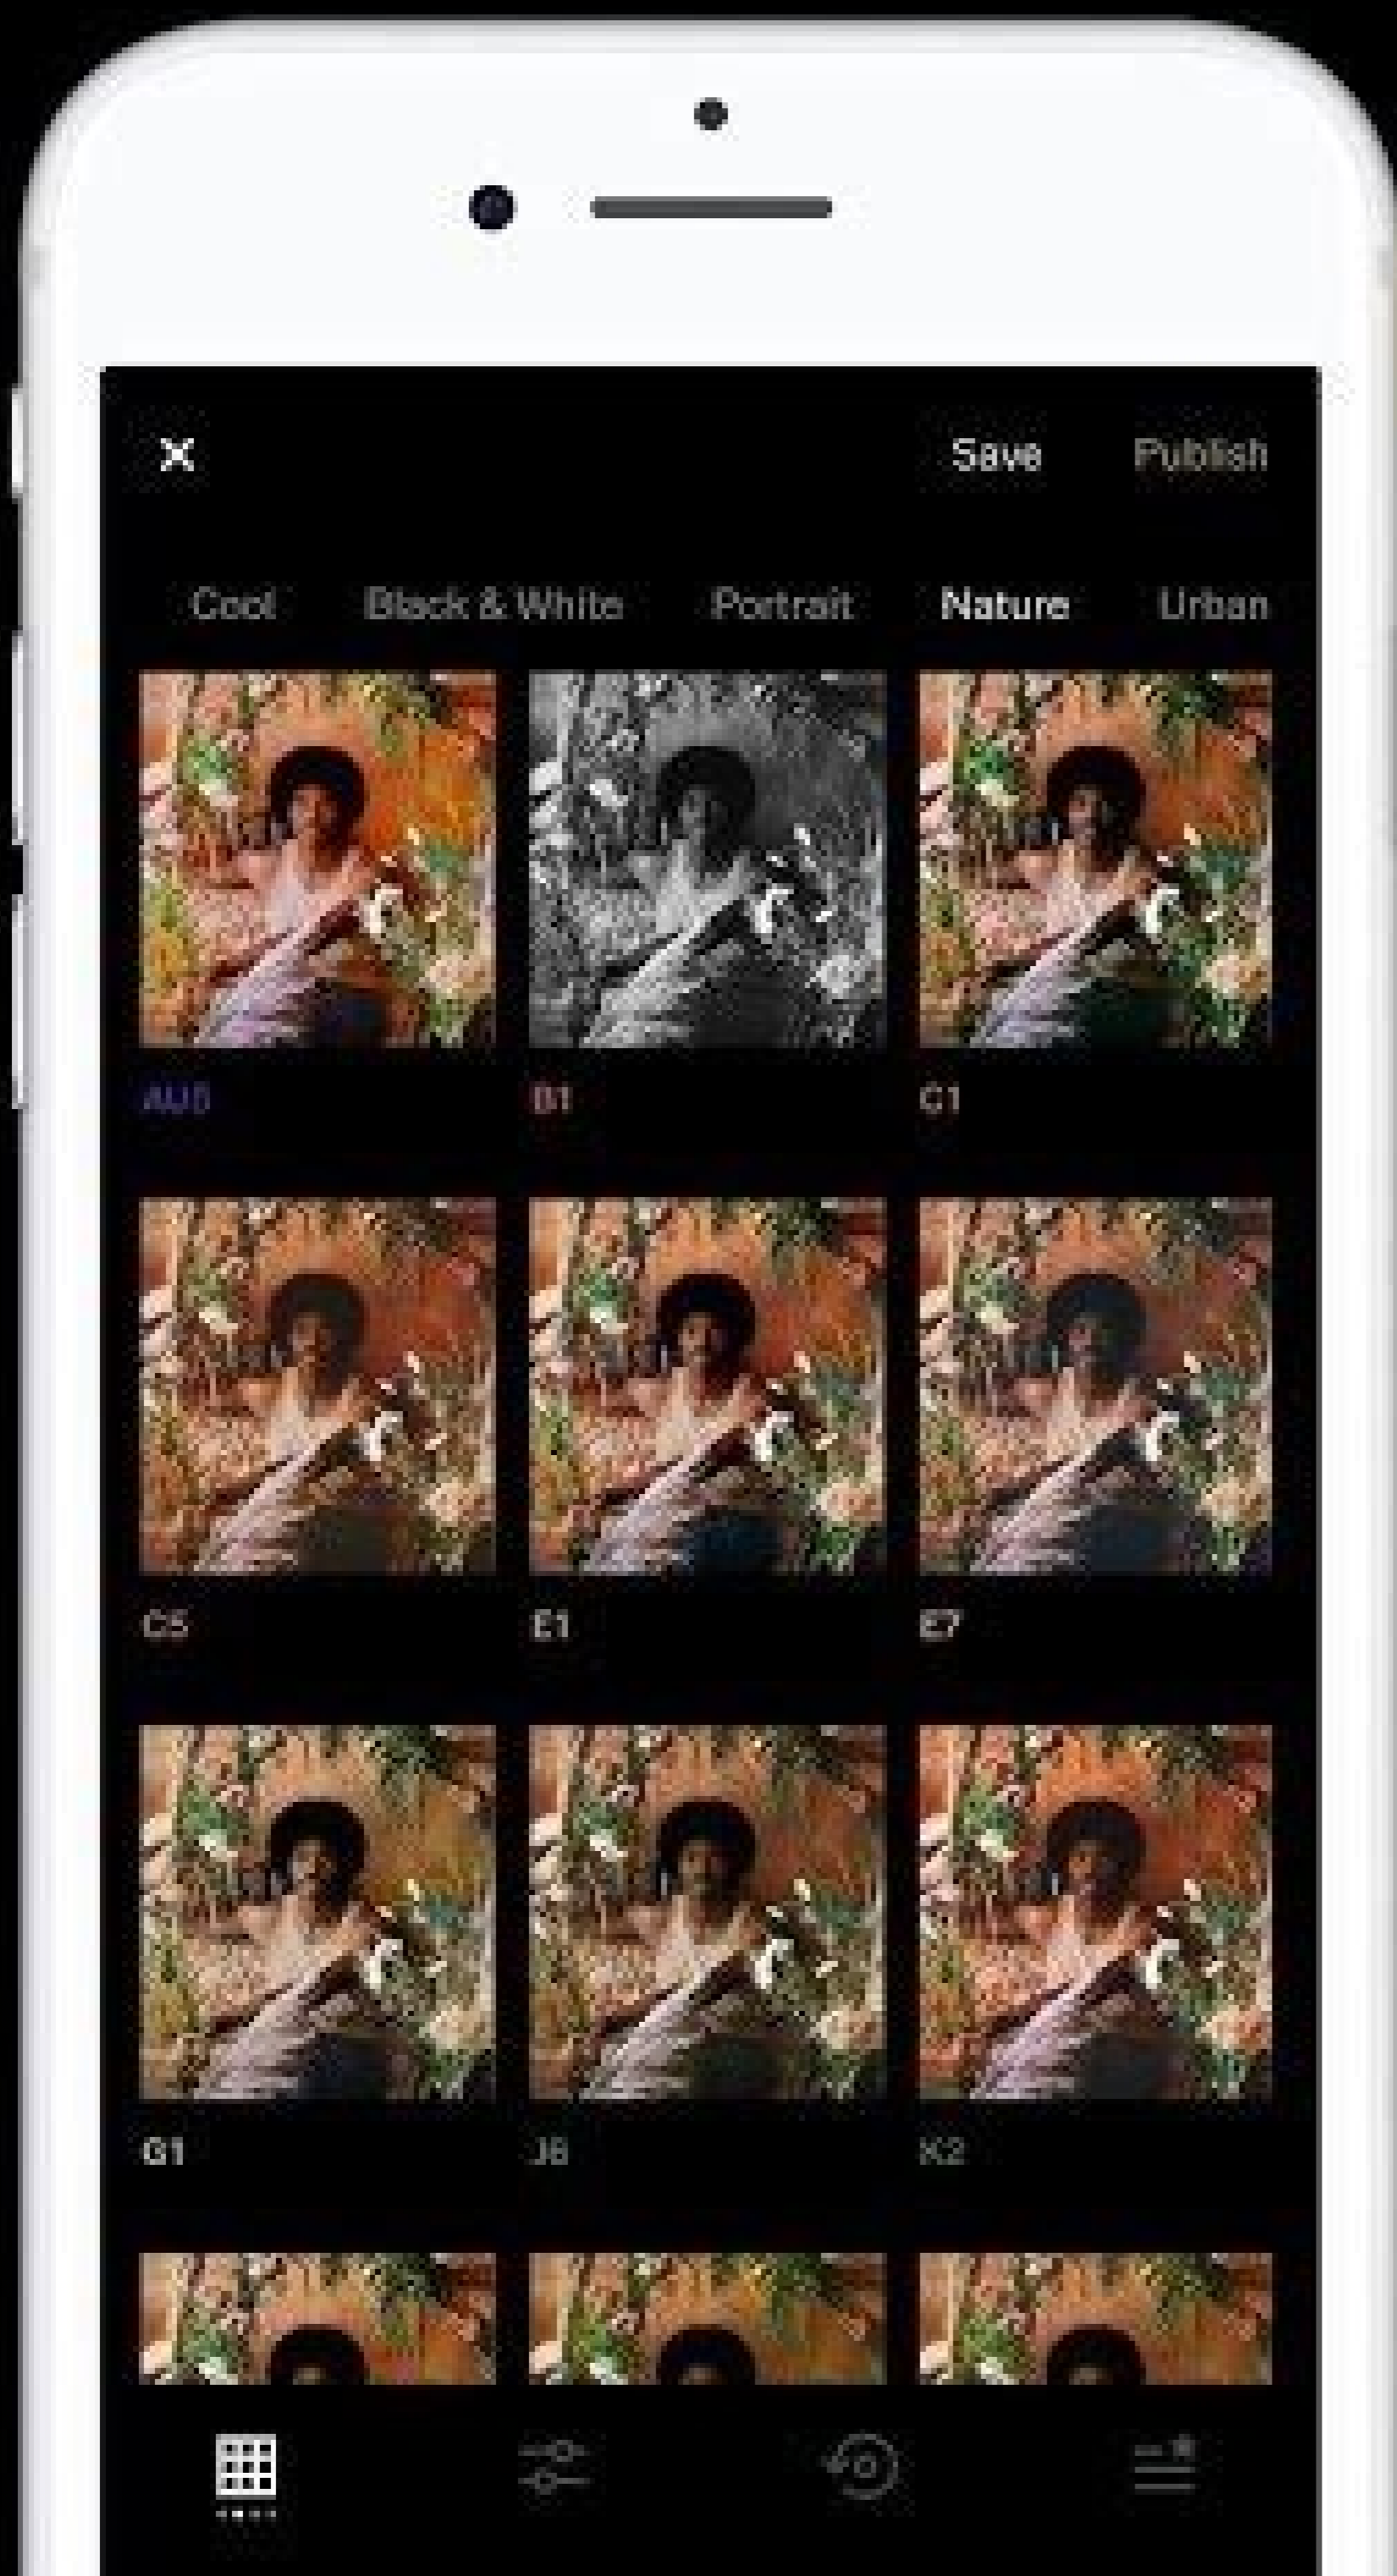 Save Publish
Cool Black & White Portrait Nature Urban
AU5 B1 C1
C5 E1 E7
G1 J6 K2